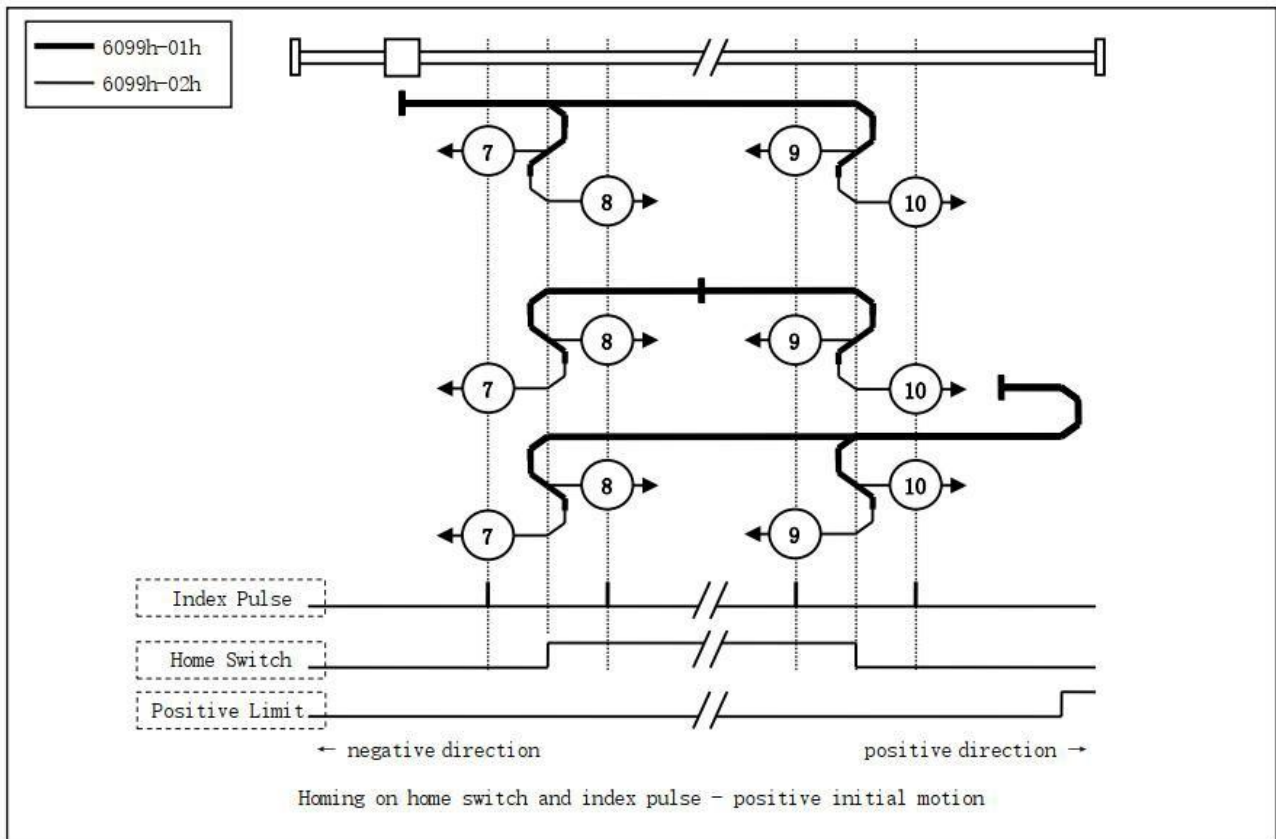 6099h-01h
6099h-02h
7
9
8
10
8
9
7
10
8
10
7
9
Index Pulse
Home Switch
Positive Limit
← negative direction
positive direction →
Homing on home switch and index pulse - positive initial motion